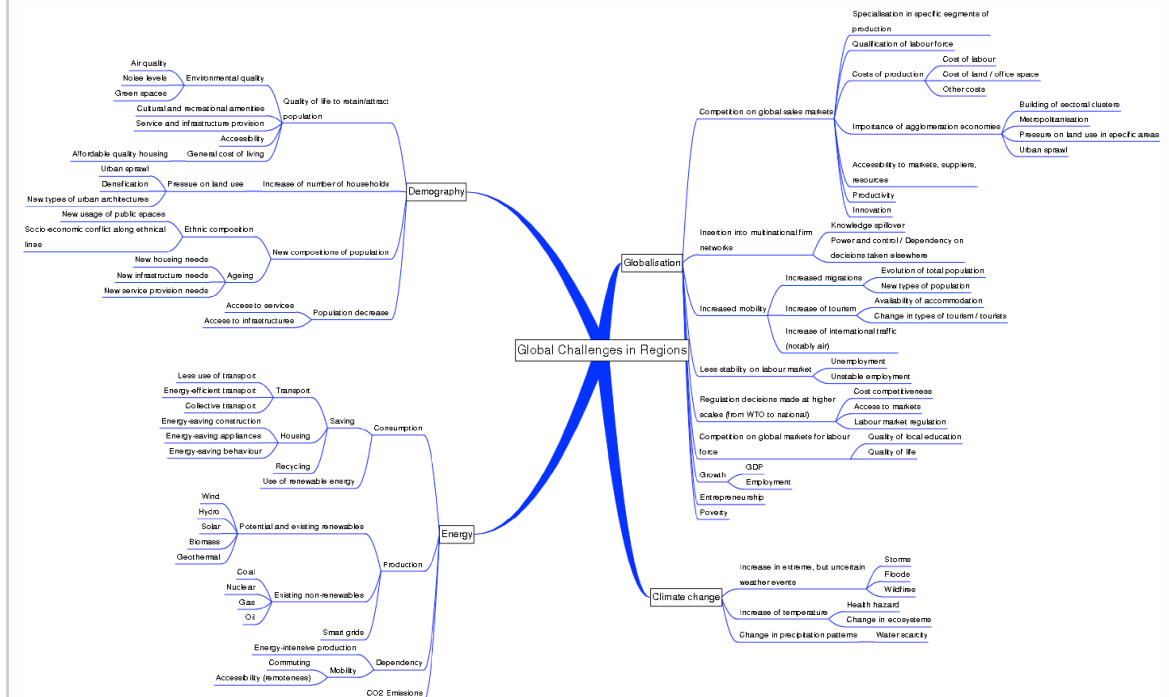 Global Challenges in Regions
Demography
Quality of life to retain/attract
population
Environmental quality
Air quality
Noise levels
Green spaces
Cultural and recreational amenities
Service and infrastructure provision
Accessibility
General cost of living
Affordable quality housing
Increase of number of households
Pressue on land use
Urban sprawl
Densification
New types of urban architectures
New compositions of population
Ethnic composition
New usage of public spaces
Socio-economic conflict along ethnical
lines
Ageing
New housing needs
New infrastructure needs
New service provision needs
Population decrease
Access to services
Access to infrastructures
Energy
Consumption
Saving
Transport
Less use of transport
Energy-efficient transport
Collective transport
Housing
Energy-saving construction
Energy-saving appliances
Energy-saving behaviour
Recycling
Use of renewable energy
Production
Potential and existing renewables
Wind
Hydro
Solar
Biomass
Geothermal
Existing non-renewables
Coal
Nuclear
Gas
Oil
Smart grids
Dependency
Energy-intensive production
Mobility
Commuting
Accessibility (remoteness)
CO2 Emissions
Globalisation
Competition on global sales markets
Specialisation in specific segments of
production
Qualification of labour force
Costs of production
Cost of labour
Cost of land / office space
Other costs
Importance of agglomeration economies
Building of sectoral clusters
Metropolitanisation
Pressure on land use in specific areas
Urban sprawl
Accessibility to markets, suppliers,
resources
Productivity
Innovation
Insertion into multinational firm
networks
Knowledge spillover
Power and control / Dependency on
decisions taken elsewhere
Increased mobility
Increased migrations
Evolution of total population
New types of population
Increase of tourism
Availability of accommodation
Change in types of tourism / tourists
Increase of international traffic
(notably air)
Less stability on labour market
Unemployment
Unstable employment
Regulation decisions made at higher
scales (from WTO to national)
Cost competitiveness
Access to markets
Labour market regulation
Competition on global markets for labour
force
Quality of local education
Quality of life
Growth
GDP
Employment
Entrepreneurship
Poverty
Climate change
Increase in extreme, but uncertain
weather events
Storms
Floods
Wildfires
Increase of temperature
Health hazard
Change in ecosystems
Change in precipitation patterns
Water scarcity